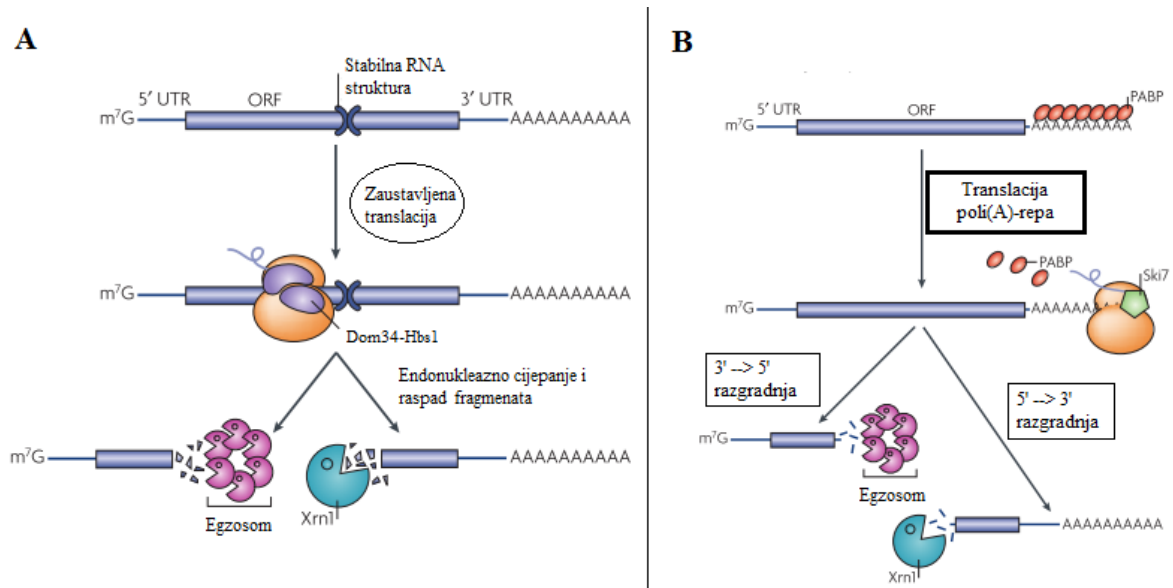 A
Stabilna RNA
struktura
5′ UTR
ORF
3′ UTR
m⁷G
AAAAAAAAAA
Zaustavljena
translacija
m⁷G
AAAAAAAAAA
Dom34-Hbs1
Endonukleazno cijepanje i
raspad fragmenata
m⁷G
AAAAAAAAAA
Egzosom
Xrn1
B
PABP
5′ UTR
ORF
m⁷G
AAAAAAAAAA
Translacija
poli(A)-repa
PABP
Ski7
m⁷G
3' --> 5'
razgradnja
5' --> 3'
razgradnja
m⁷G
Egzosom
AAAAAAAAAA
Xrn1